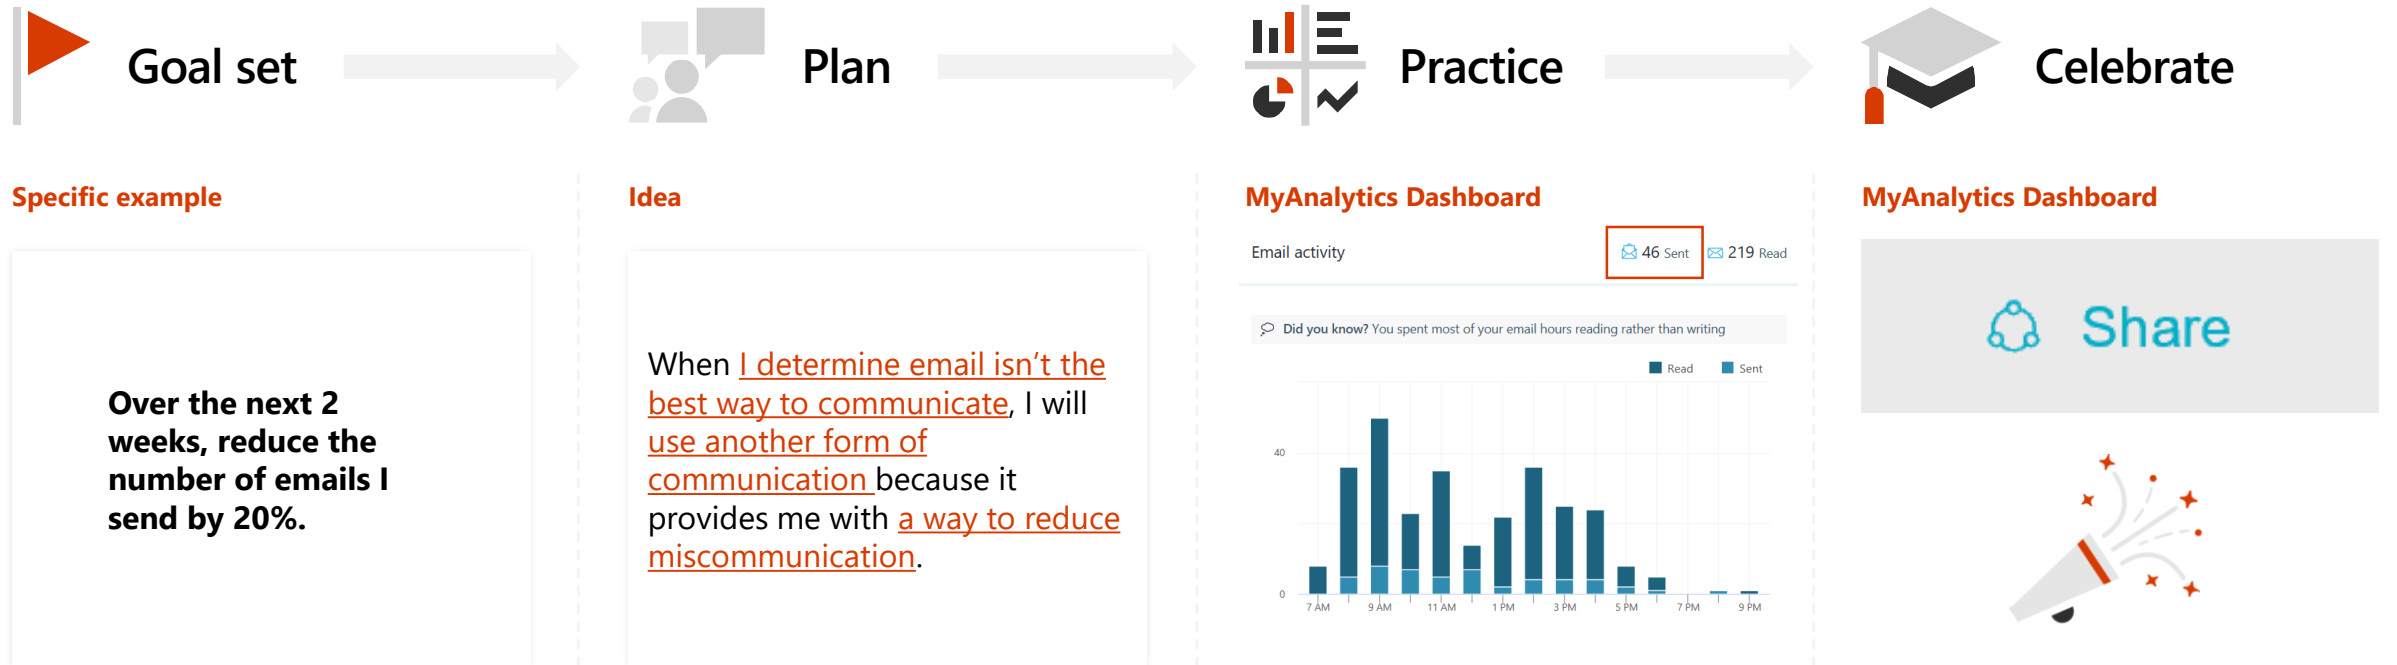 Goal set
Plan
Practice
Celebrate
Specific example
Over the next 2
weeks, reduce the
number of emails I
send by 20%.
Idea
When I determine email isn’t the
best way to communicate, I will
use another form of
communication because it
provides me with a way to reduce
miscommunication.
MyAnalytics Dashboard
Email activity
46 Sent
219 Read
Did you know? You spent most of your email hours reading rather than writing
Read
Sent
40
0
7 AM
9 AM
11 AM
1 PM
3 PM
5 PM
7 PM
9 PM
MyAnalytics Dashboard
Share